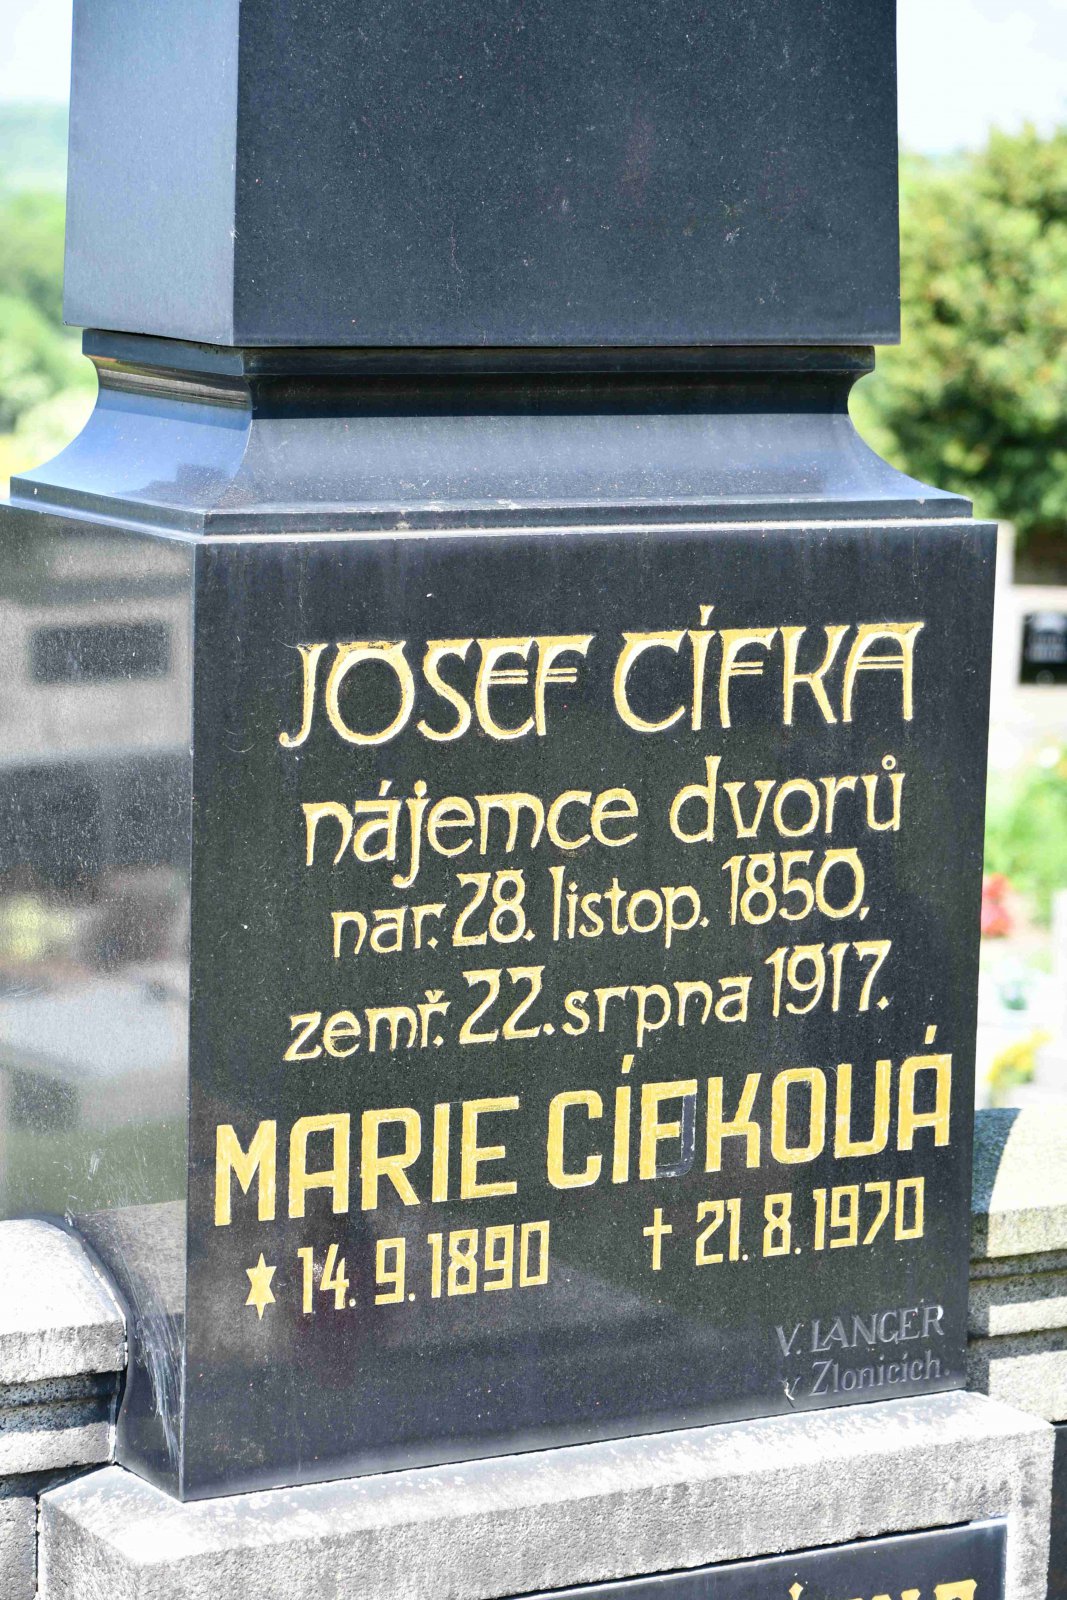 JOSEF CÍFKA
nájemce dvorů
nar. 28. listop. 1850,
zemř. 22. srpna 1917.
MARIE CÍFKOVÁ
* 14. 9. 1890 † 21. 8. 1970
V. LANGER
v Zlonicích.